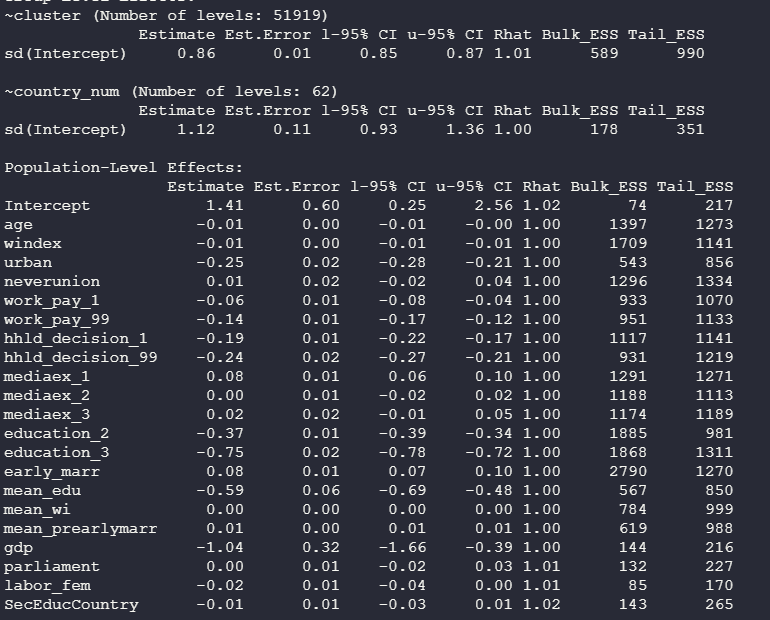 ~cluster (Number of levels: 51919)
Estimate Est.Error l-95% CI u-95% CI Rhat Bulk_ESS Tail_ESS
sd(Intercept) 0.86 0.01 0.85 0.87 1.01 589 990
~country_num (Number of levels: 62)
Estimate Est.Error l-95% CI u-95% CI Rhat Bulk_ESS Tail_ESS
sd(Intercept) 1.12 0.11 0.93 1.36 1.00 178 351
Population-Level Effects:
Estimate Est.Error l-95% CI u-95% CI Rhat Bulk_ESS Tail_ESS
Intercept 1.41 0.60 0.25 2.56 1.02 74 217
age -0.01 0.00 -0.01 -0.00 1.00 1397 1273
windex -0.01 0.00 -0.01 -0.01 1.00 1709 1141
urban -0.25 0.02 -0.28 -0.21 1.00 543 856
neverunion 0.01 0.02 -0.02 0.04 1.00 1296 1334
work_pay_1 -0.06 0.01 -0.08 -0.04 1.00 933 1070
work_pay_99 -0.14 0.01 -0.17 -0.12 1.00 951 1133
hhld_decision_1 -0.19 0.01 -0.22 -0.17 1.00 1117 1141
hhld_decision_99 -0.24 0.02 -0.27 -0.21 1.00 931 1219
mediaex_1 0.08 0.01 0.06 0.10 1.00 1291 1271
mediaex_2 0.00 0.01 -0.02 0.02 1.00 1188 1113
mediaex_3 0.02 0.02 -0.01 0.05 1.00 1174 1189
education_2 -0.37 0.01 -0.39 -0.34 1.00 1885 981
education_3 -0.75 0.02 -0.78 -0.72 1.00 1868 1311
early_marr 0.08 0.01 0.07 0.10 1.00 2790 1270
mean_edu -0.59 0.06 -0.69 -0.48 1.00 567 850
mean_wi 0.00 0.00 0.00 0.00 1.00 784 999
mean_prearlymarr 0.01 0.00 0.01 0.01 1.00 619 988
gdp -1.04 0.32 -1.66 -0.39 1.00 144 216
parliament 0.00 0.01 -0.02 0.03 1.01 132 227
labor_fem -0.02 0.01 -0.04 0.00 1.01 85 170
SecEducCountry -0.01 0.01 -0.03 0.01 1.02 143 265